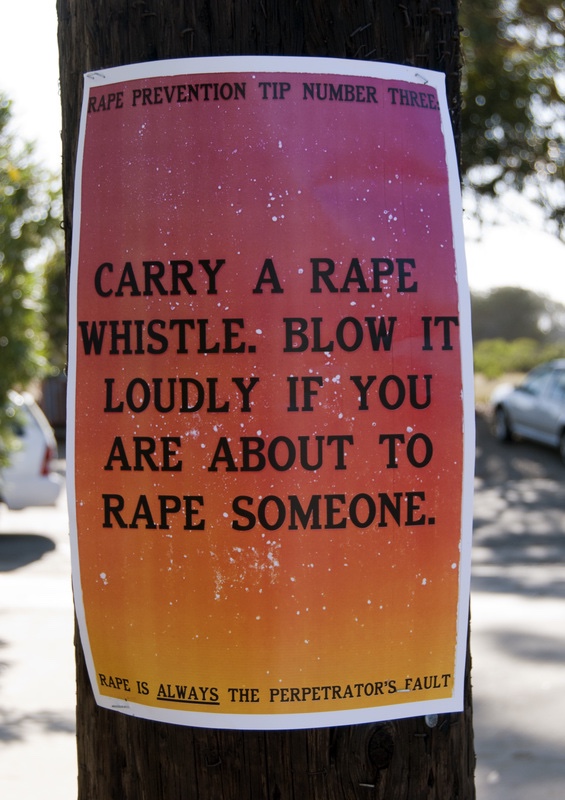 RAPE PREVENTION TIP NUMBER THREE:
CARRY A RAPE
WHISTLE. BLOW IT
LOUDLY IF YOU
ARE ABOUT TO
RAPE SOMEONE.
RAPE IS ALWAYS THE PERPETRATOR'S FAULT